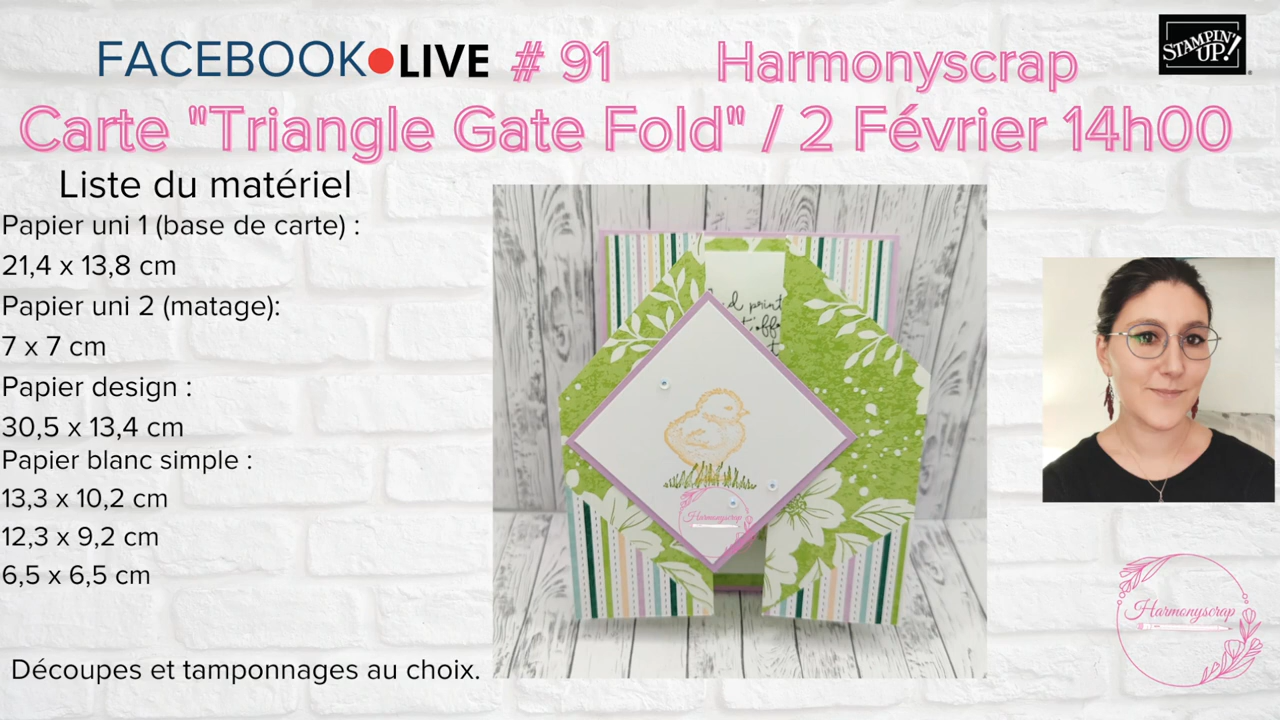 FACEBOOK LIVE # 91 Harmonyscrap
STAMPIN' UP!
Carte "Triangle Gate Fold" / 2 Février 14h00
Liste du matériel
Papier uni 1 (base de carte) :
21,4 x 13,8 cm
Papier uni 2 (matage):
7 x 7 cm
Papier design :
30,5 x 13,4 cm
Papier blanc simple :
13,3 x 10,2 cm
12,3 x 9,2 cm
6,5 x 6,5 cm
Découpes et tamponnages au choix.
print
Harmonyscrap
Harmonyscrap